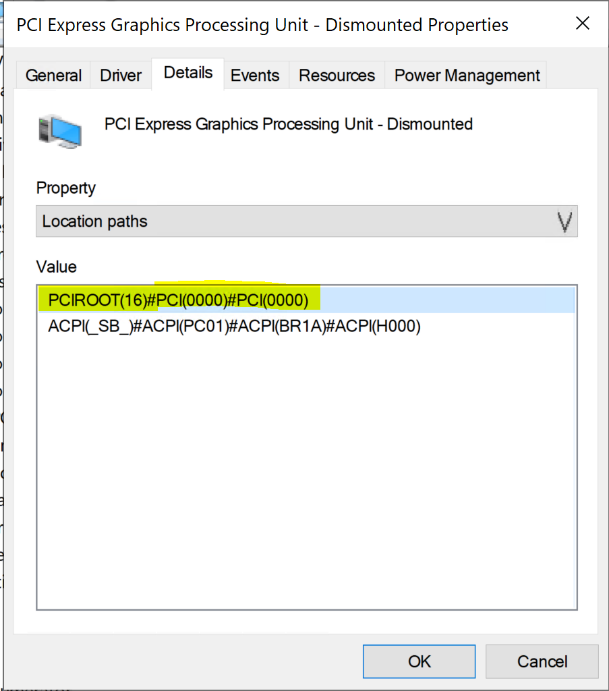 PCI Express Graphics Processing Unit - Dismounted Properties
General Driver Details Events Resources Power Management
PCI Express Graphics Processing Unit - Dismounted
Property
Location paths
Value
PCIROOT(16)#PCI(0000)#PCI(0000)
ACPI(_SB_)#ACPI(PC01)#ACPI(BR1A)#ACPI(H000)
OK Cancel